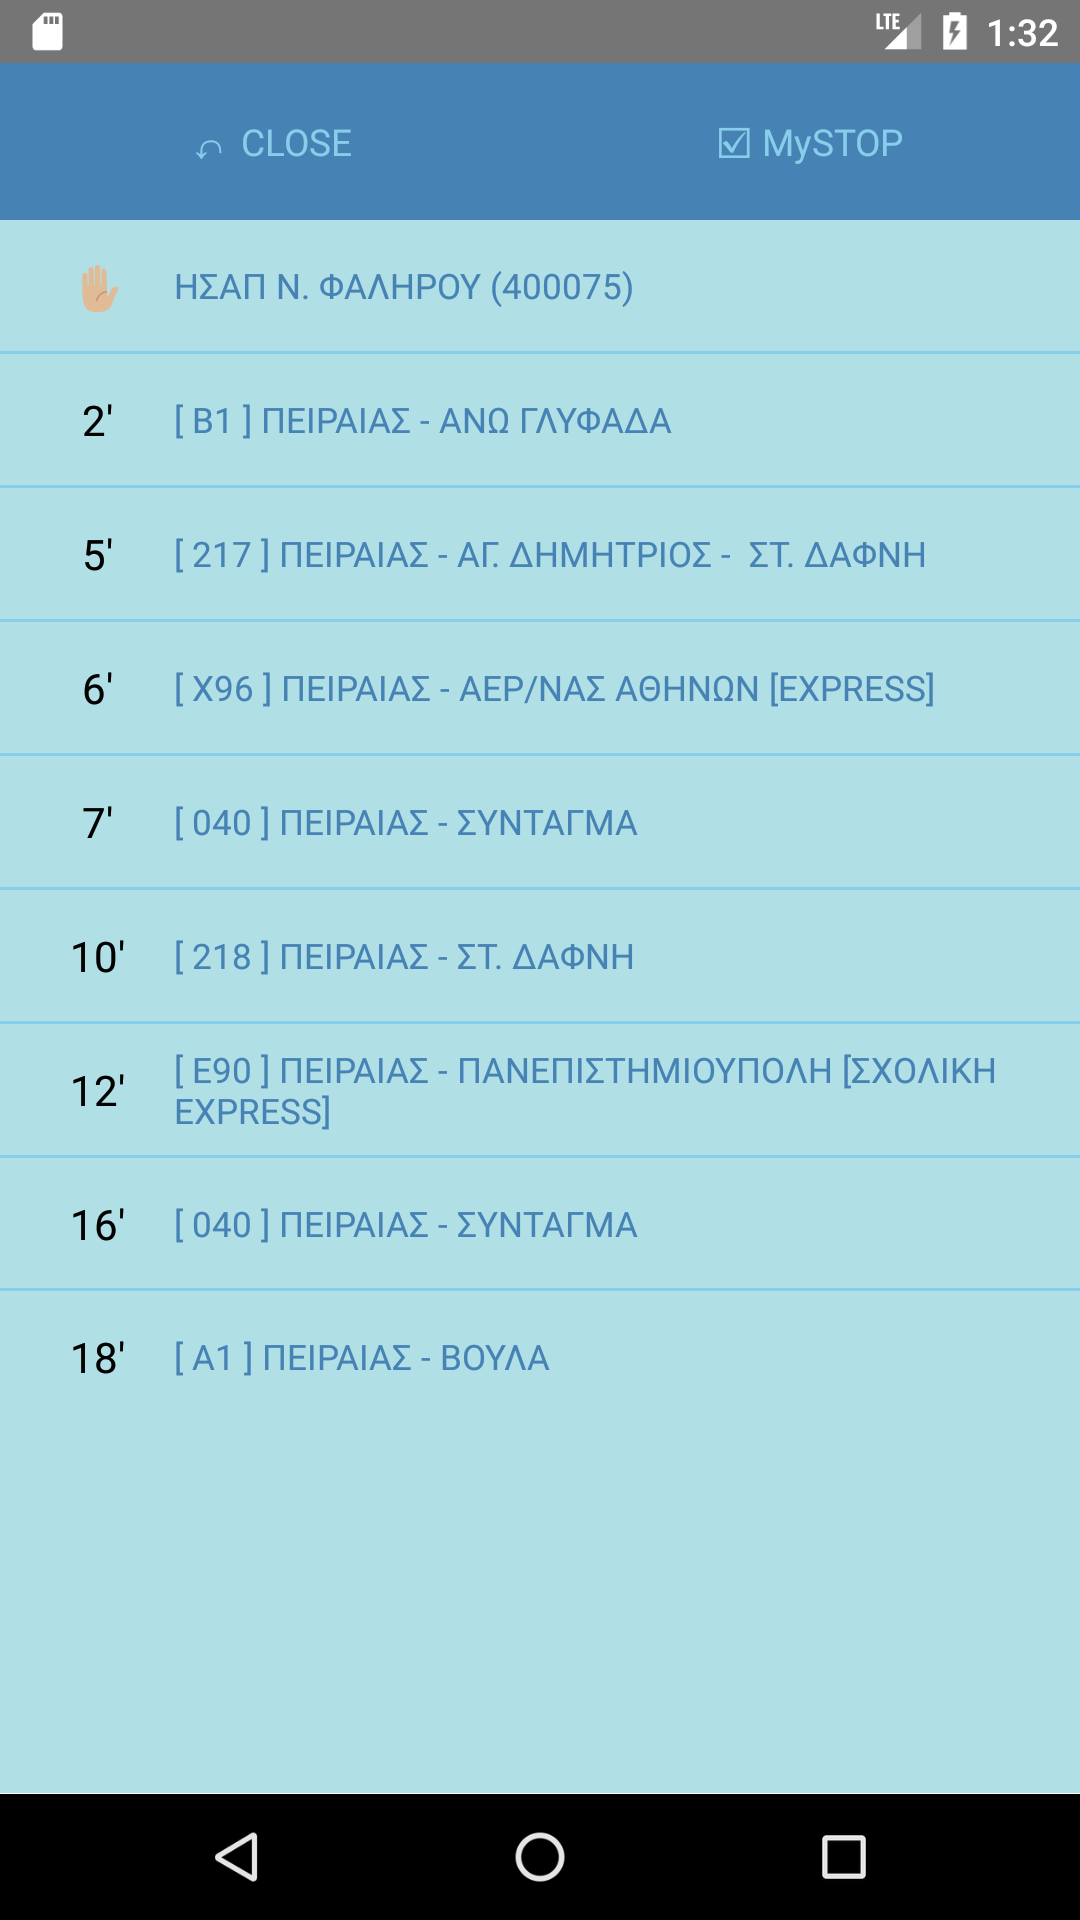 LTE 1:32
⤺ CLOSE ☑ MySTOP
ΗΣΑΠ Ν. ΦΑΛΗΡΟΥ (400075)
2' [ Β1 ] ΠΕΙΡΑΙΑΣ - ΑΝΩ ΓΛΥΦΑΔΑ
5' [ 217 ] ΠΕΙΡΑΙΑΣ - ΑΓ. ΔΗΜΗΤΡΙΟΣ -  ΣΤ. ΔΑΦΝΗ
6' [ Χ96 ] ΠΕΙΡΑΙΑΣ - ΑΕΡ/ΝΑΣ ΑΘΗΝΩΝ [EXPRESS]
7' [ 040 ] ΠΕΙΡΑΙΑΣ - ΣΥΝΤΑΓΜΑ
10' [ 218 ] ΠΕΙΡΑΙΑΣ - ΣΤ. ΔΑΦΝΗ
12' [ Ε90 ] ΠΕΙΡΑΙΑΣ - ΠΑΝΕΠΙΣΤΗΜΙΟΥΠΟΛΗ [ΣΧΟΛΙΚΗ
EXPRESS]
16' [ 040 ] ΠΕΙΡΑΙΑΣ - ΣΥΝΤΑΓΜΑ
18' [ Α1 ] ΠΕΙΡΑΙΑΣ - ΒΟΥΛΑ